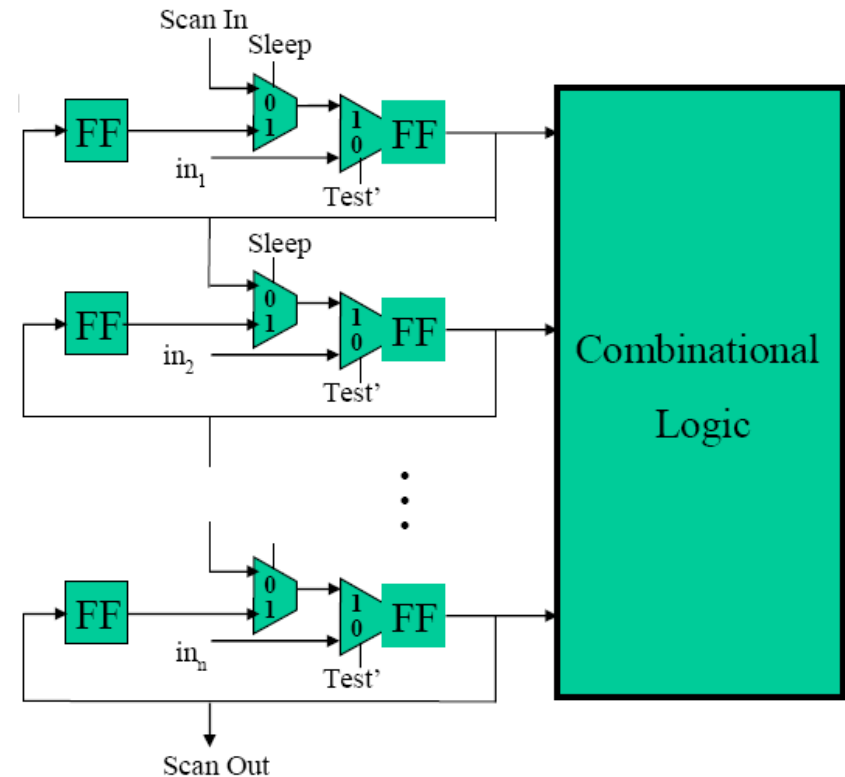 Scan In
Sleep
FF
0
1
1
0
FF
in1
Test’
Sleep
FF
0
1
1
0
FF
in2
Test’
Combinational
Logic
FF
0
1
1
0
FF
inn
Test’
Scan Out